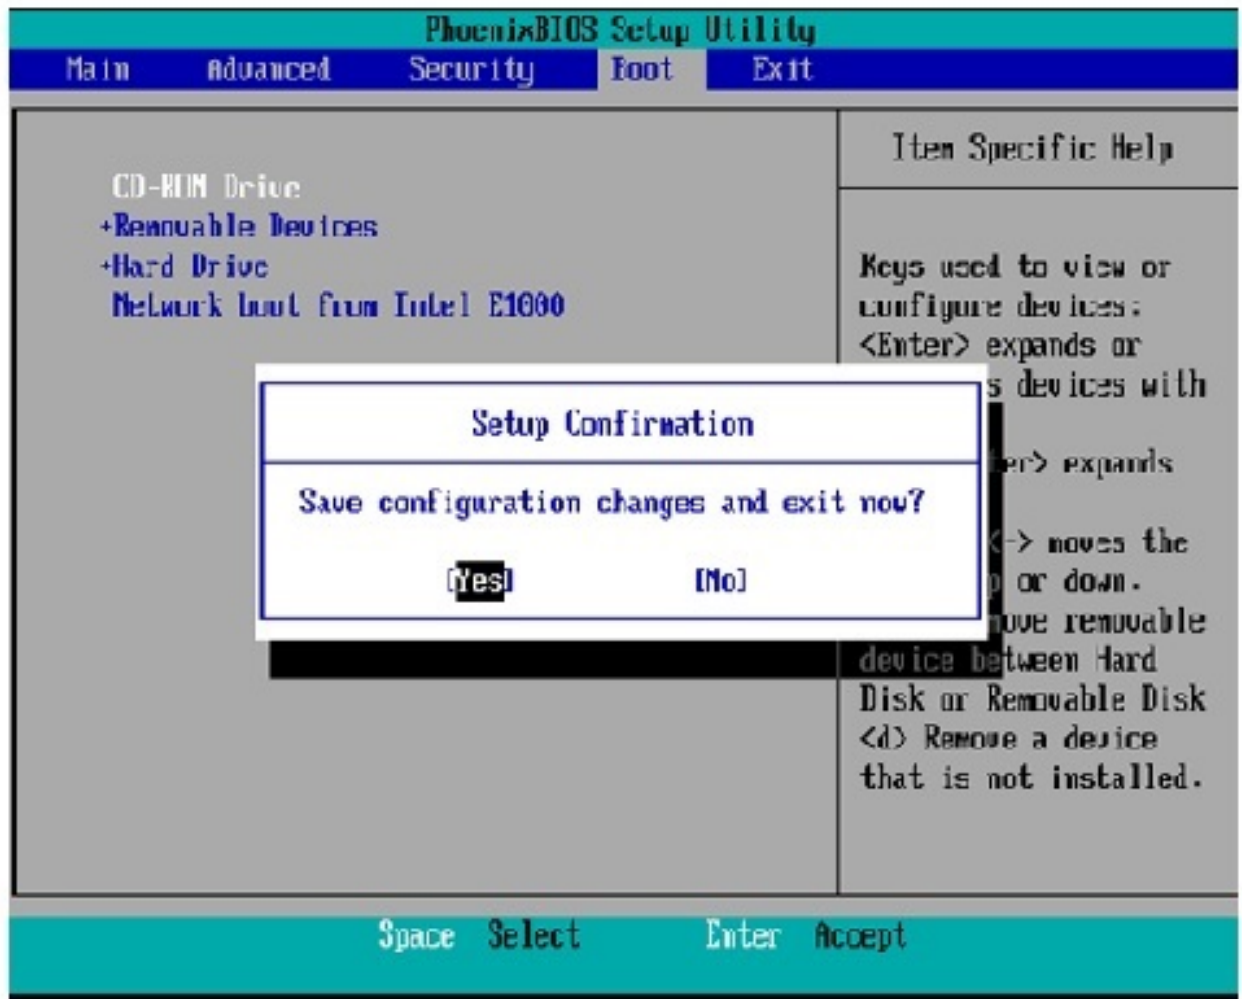 PhoenixBIOS Setup Utility
Main Advanced Security Boot Exit
Item Specific Help
CD-ROM Drive
+Removable Devices
+Hard Drive
Network boot from Intel E1000
Keys used to view or
configure devices:
<Enter> expands or
s devices with
er> expands
<-> moves the
p or down.
move removable
device between Hard
Disk or Removable Disk
<d> Remove a device
that is not installed.
Setup Confirmation
Save configuration changes and exit now?
[Yes] [No]
Space Select Enter Accept